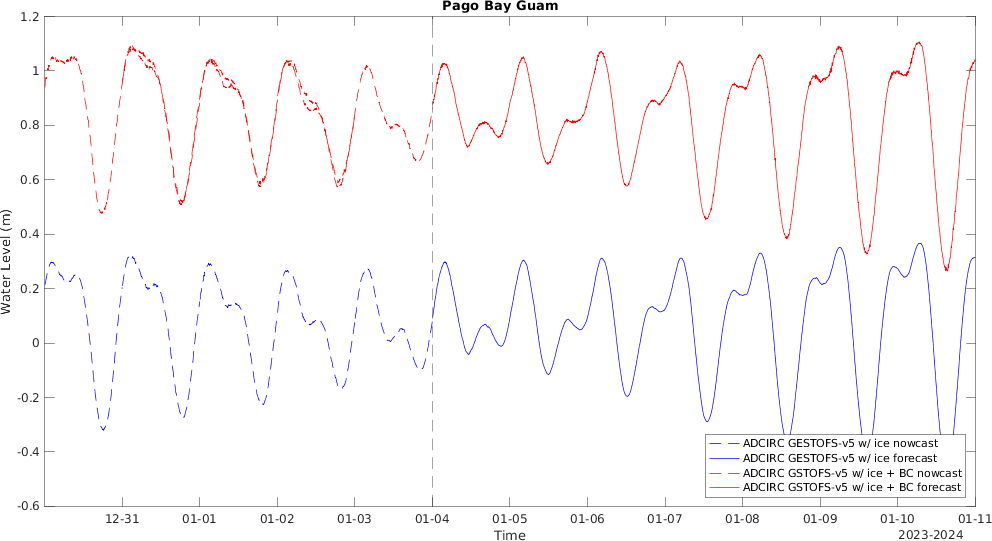 Pago Bay Guam
1.2
1
0.8
0.6
0.4
0.2
0
-0.2
-0.4
-0.6
Water Level (m)
ADCIRC GESTOFS-v5 w/ ice nowcast
ADCIRC GESTOFS-v5 w/ ice forecast
ADCIRC GSTOFS-v5 w/ ice + BC nowcast
ADCIRC GSTOFS-v5 w/ ice + BC forecast
12-31 01-01 01-02 01-03 01-04 01-05 01-06 01-07 01-08 01-09 01-10 01-11
Time
2023-2024